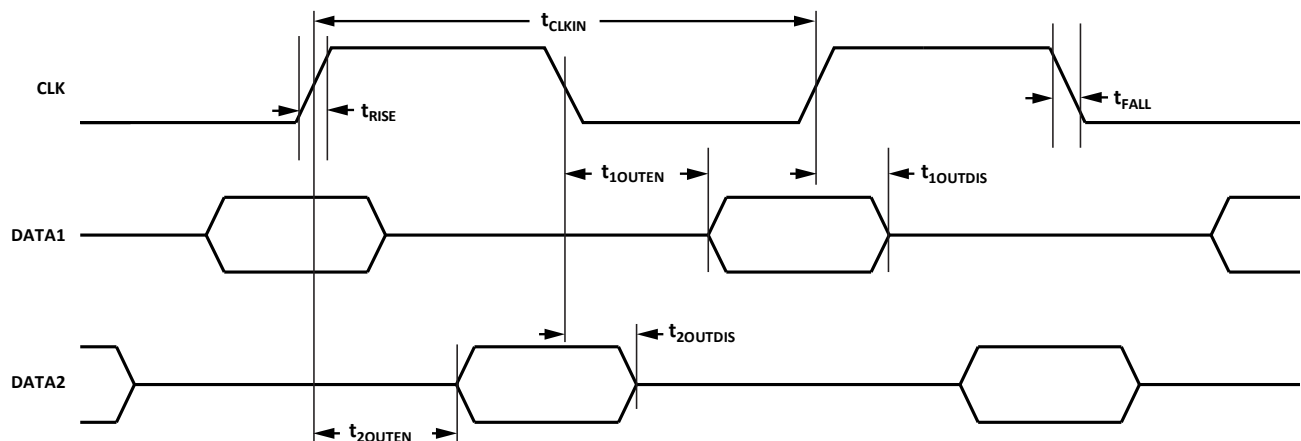 tCLKIN
CLK
tRISE
tFALL
t1OUTEN
t1OUTDIS
DATA1
t2OUTDIS
DATA2
t2OUTEN